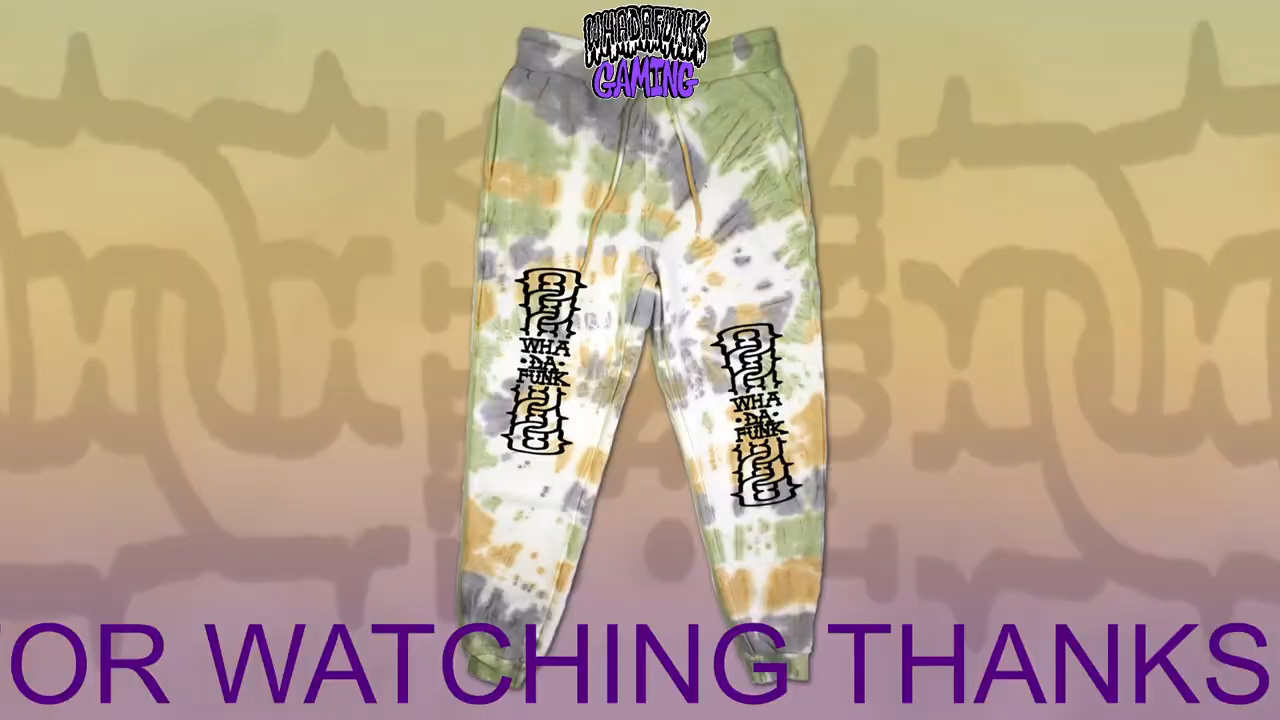 WHADAFUNK
GAMING
WHA
·DA·
FUNK
WHA
·DA·
FUNK
OR WATCHING THANKS